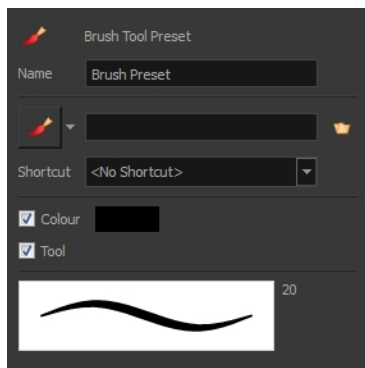 Brush Tool Preset
Name Brush Preset
Shortcut <No Shortcut>
Colour
Tool
20